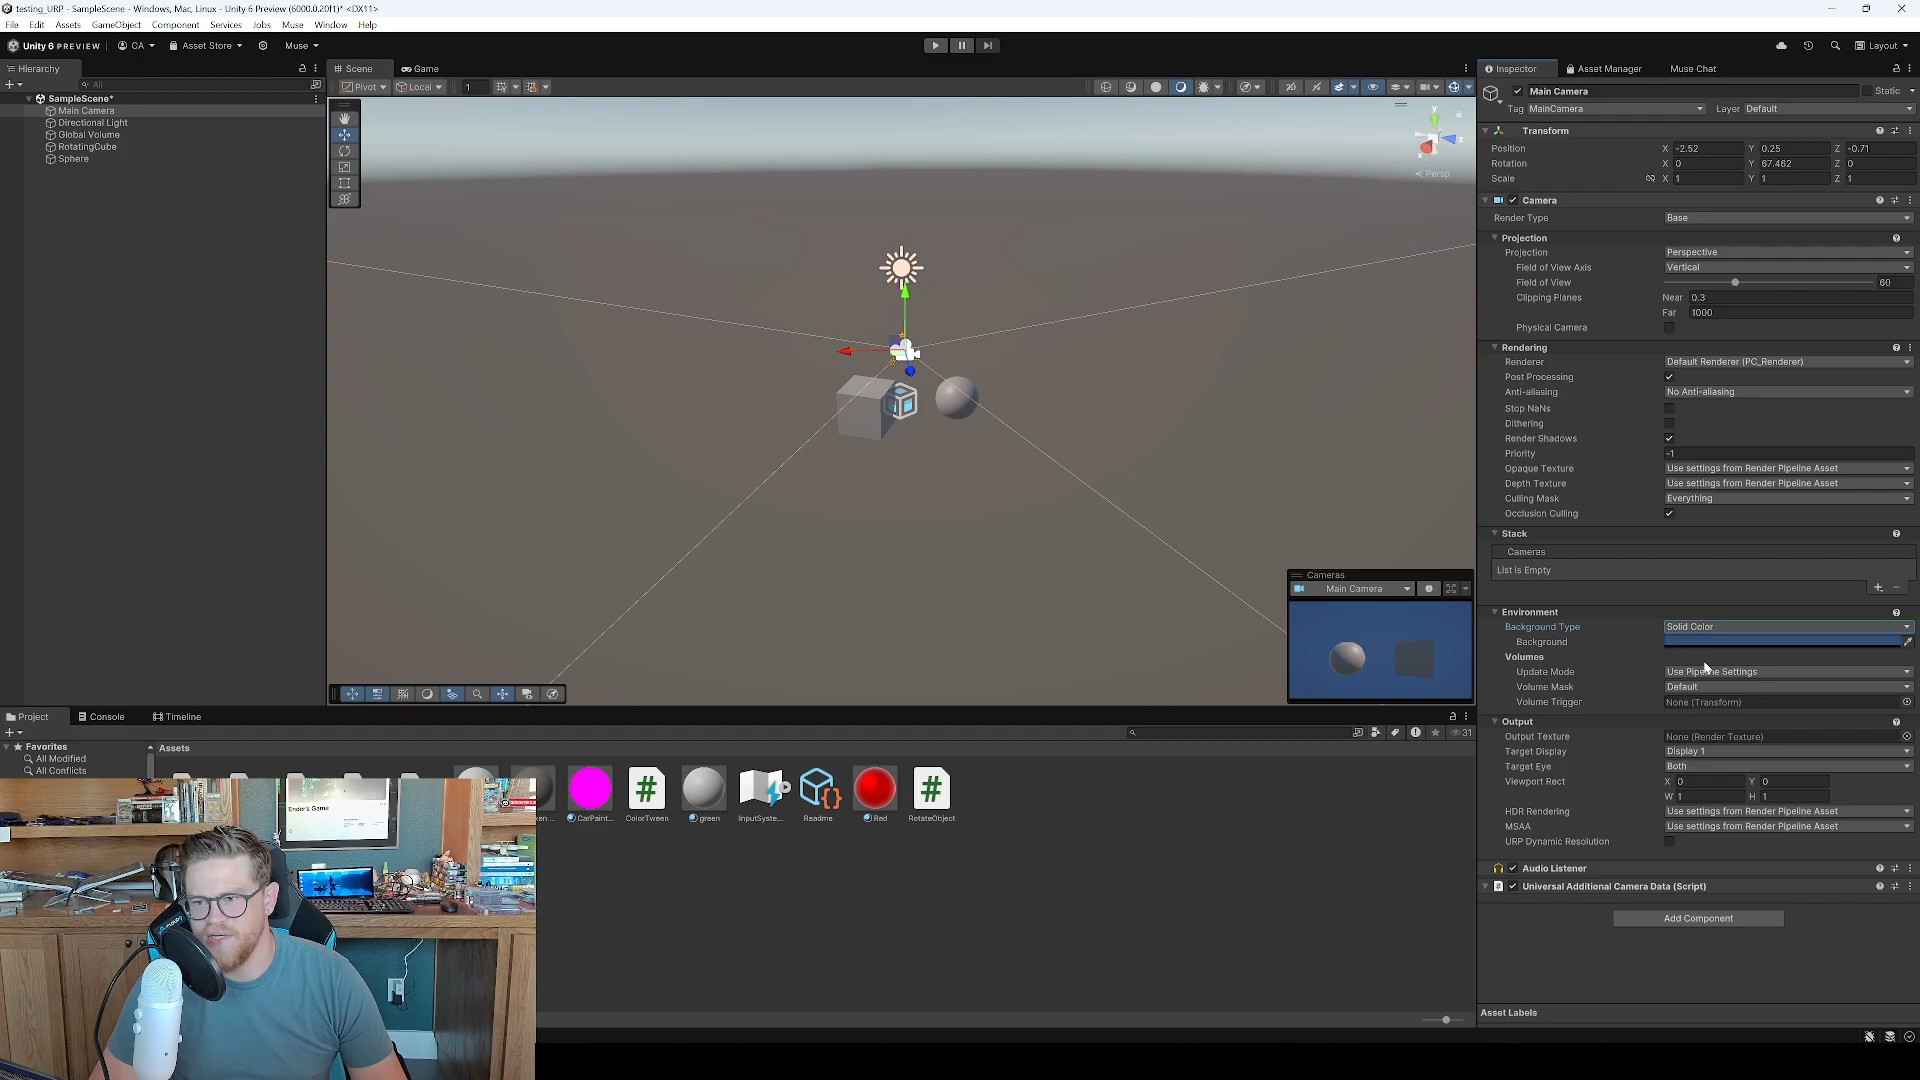 testing_URP - SampleScene* - Windows, Mac, Linux - Unity 6 Preview (6000.0.20f1)* <DX11>
File Edit Assets GameObject Component Services Jobs Muse Window Help
Unity 6 PREVIEW CA Asset Store Muse Layout
Hierarchy
All
SampleScene*
Main Camera
Directional Light
Global Volume
RotatingCube
Sphere
Scene Game
Pivot Local 1 2D
y
x
z
Persp
Cameras
Main Camera
Inspector Asset Manager Muse Chat
Main Camera Static
Tag MainCamera Layer Default
Transform
Position X -2.52 Y 0.25 Z -0.71
Rotation X 0 Y 67.462 Z 0
Scale X 1 Y 1 Z 1
Camera
Render Type Base
Projection
Projection Perspective
Field of View Axis Vertical
Field of View 60
Clipping Planes Near 0.3
Far 1000
Physical Camera
Rendering
Renderer Default Renderer (PC_Renderer)
Post Processing
Anti-aliasing No Anti-aliasing
Stop NaNs
Dithering
Render Shadows
Priority -1
Opaque Texture Use settings from Render Pipeline Asset
Depth Texture Use settings from Render Pipeline Asset
Culling Mask Everything
Occlusion Culling
Stack
Cameras
List is Empty
Environment
Background Type Solid Color
Background
Volumes
Update Mode Use Pipeline Settings
Volume Mask Default
Volume Trigger None (Transform)
Output
Output Texture None (Render Texture)
Target Display Display 1
Target Eye Both
Viewport Rect X 0 Y 0
W 1 H 1
HDR Rendering Use settings from Render Pipeline Asset
MSAA Use settings from Render Pipeline Asset
URP Dynamic Resolution
Audio Listener
Universal Additional Camera Data (Script)
Add Component
Asset Labels
Project Console Timeline
31
Favorites
All Modified
All Conflicts
Assets
CarPaint... ColorTween green InputSyste... Readme Red RotateObject
Ender's Game